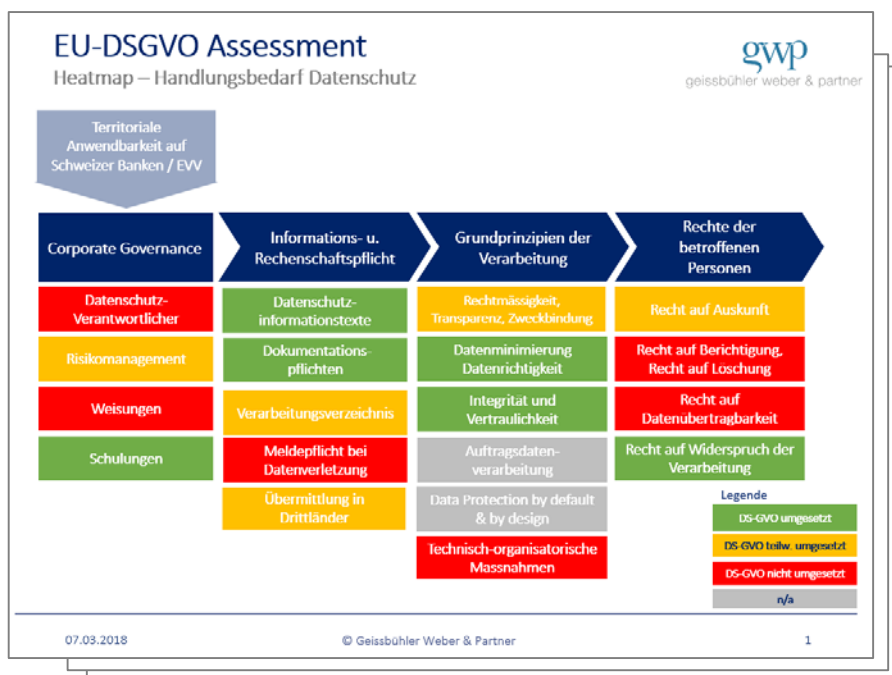 EU-DSGVO Assessment
Heatmap – Handlungsbedarf Datenschutz
gwp
geissbühler weber & partner
Territoriale
Anwendbarkeit auf
Schweizer Banken / EVV
Corporate Governance
Informations- u.
Rechenschaftspflicht
Grundprinzipien der
Verarbeitung
Rechte der
betroffenen
Personen
Datenschutz-
Verantwortlicher
Risikomanagement
Weisungen
Schulungen
Datenschutz-
informationstexte
Dokumentations-
pflichten
Verarbeitungsverzeichnis
Meldepflicht bei
Datenverletzung
Übermittlung in
Drittländer
Rechtmässigkeit,
Transparenz, Zweckbindung
Datenminimierung
Datenrichtigkeit
Integrität und
Vertraulichkeit
Auftragsdaten-
verarbeitung
Data Protection by default
& by design
Technisch-organisatorische
Massnahmen
Recht auf Auskunft
Recht auf Berichtigung,
Recht auf Löschung
Recht auf
Datenübertragbarkeit
Recht auf Widerspruch der
Verarbeitung
Legende
DS-GVO umgesetzt
DS-GVO teilw. umgesetzt
DS-GVO nicht umgesetzt
n/a
07.03.2018
© Geissbühler Weber & Partner
1